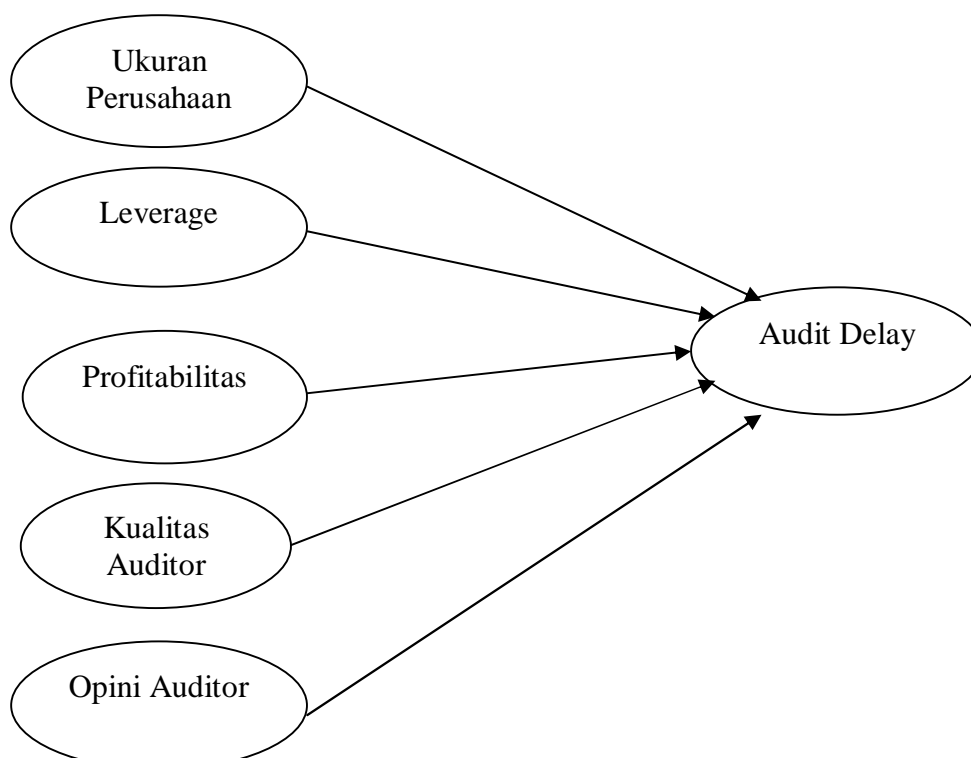 Ukuran
Perusahaan
Leverage
Audit Delay
Profitabilitas
Kualitas
Auditor
Opini Auditor